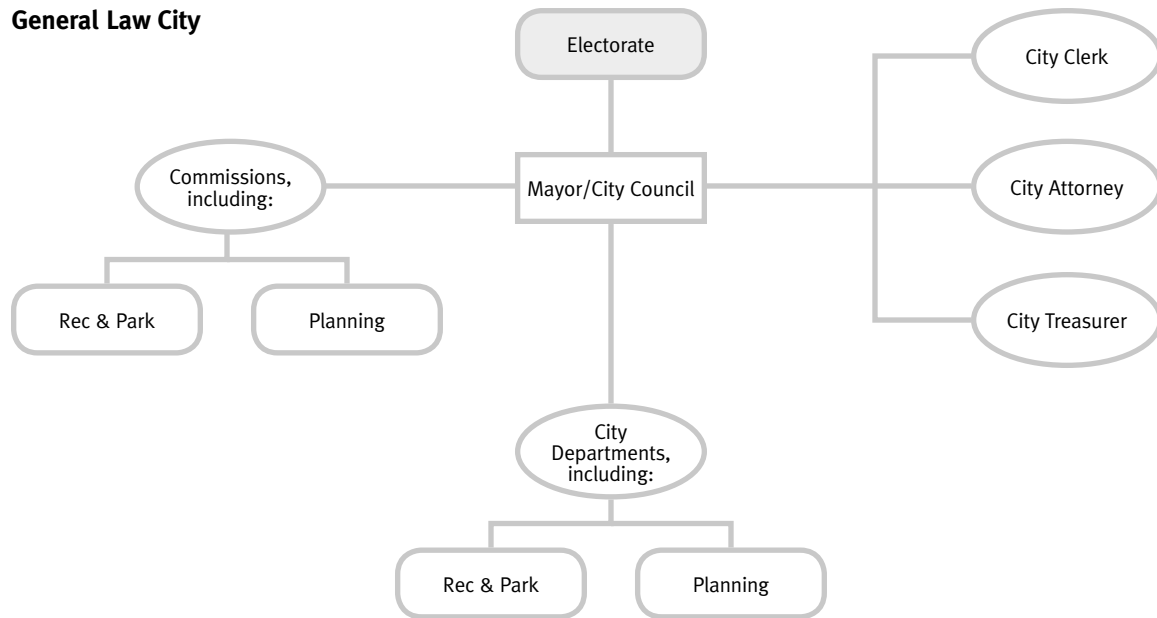 General Law City
Electorate
City Clerk
Commissions,
including:
Mayor/City Council
City Attorney
Rec & Park
Planning
City Treasurer
City
Departments,
including:
Rec & Park
Planning